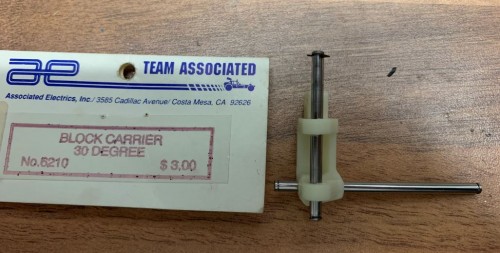 ae
TEAM ASSOCIATED
Associated Electrics, Inc./ 3585 Cadillac Avenue/ Costa Mesa, CA 92626
BLOCK CARRIER
30 DEGREE
No.6210 $3.00